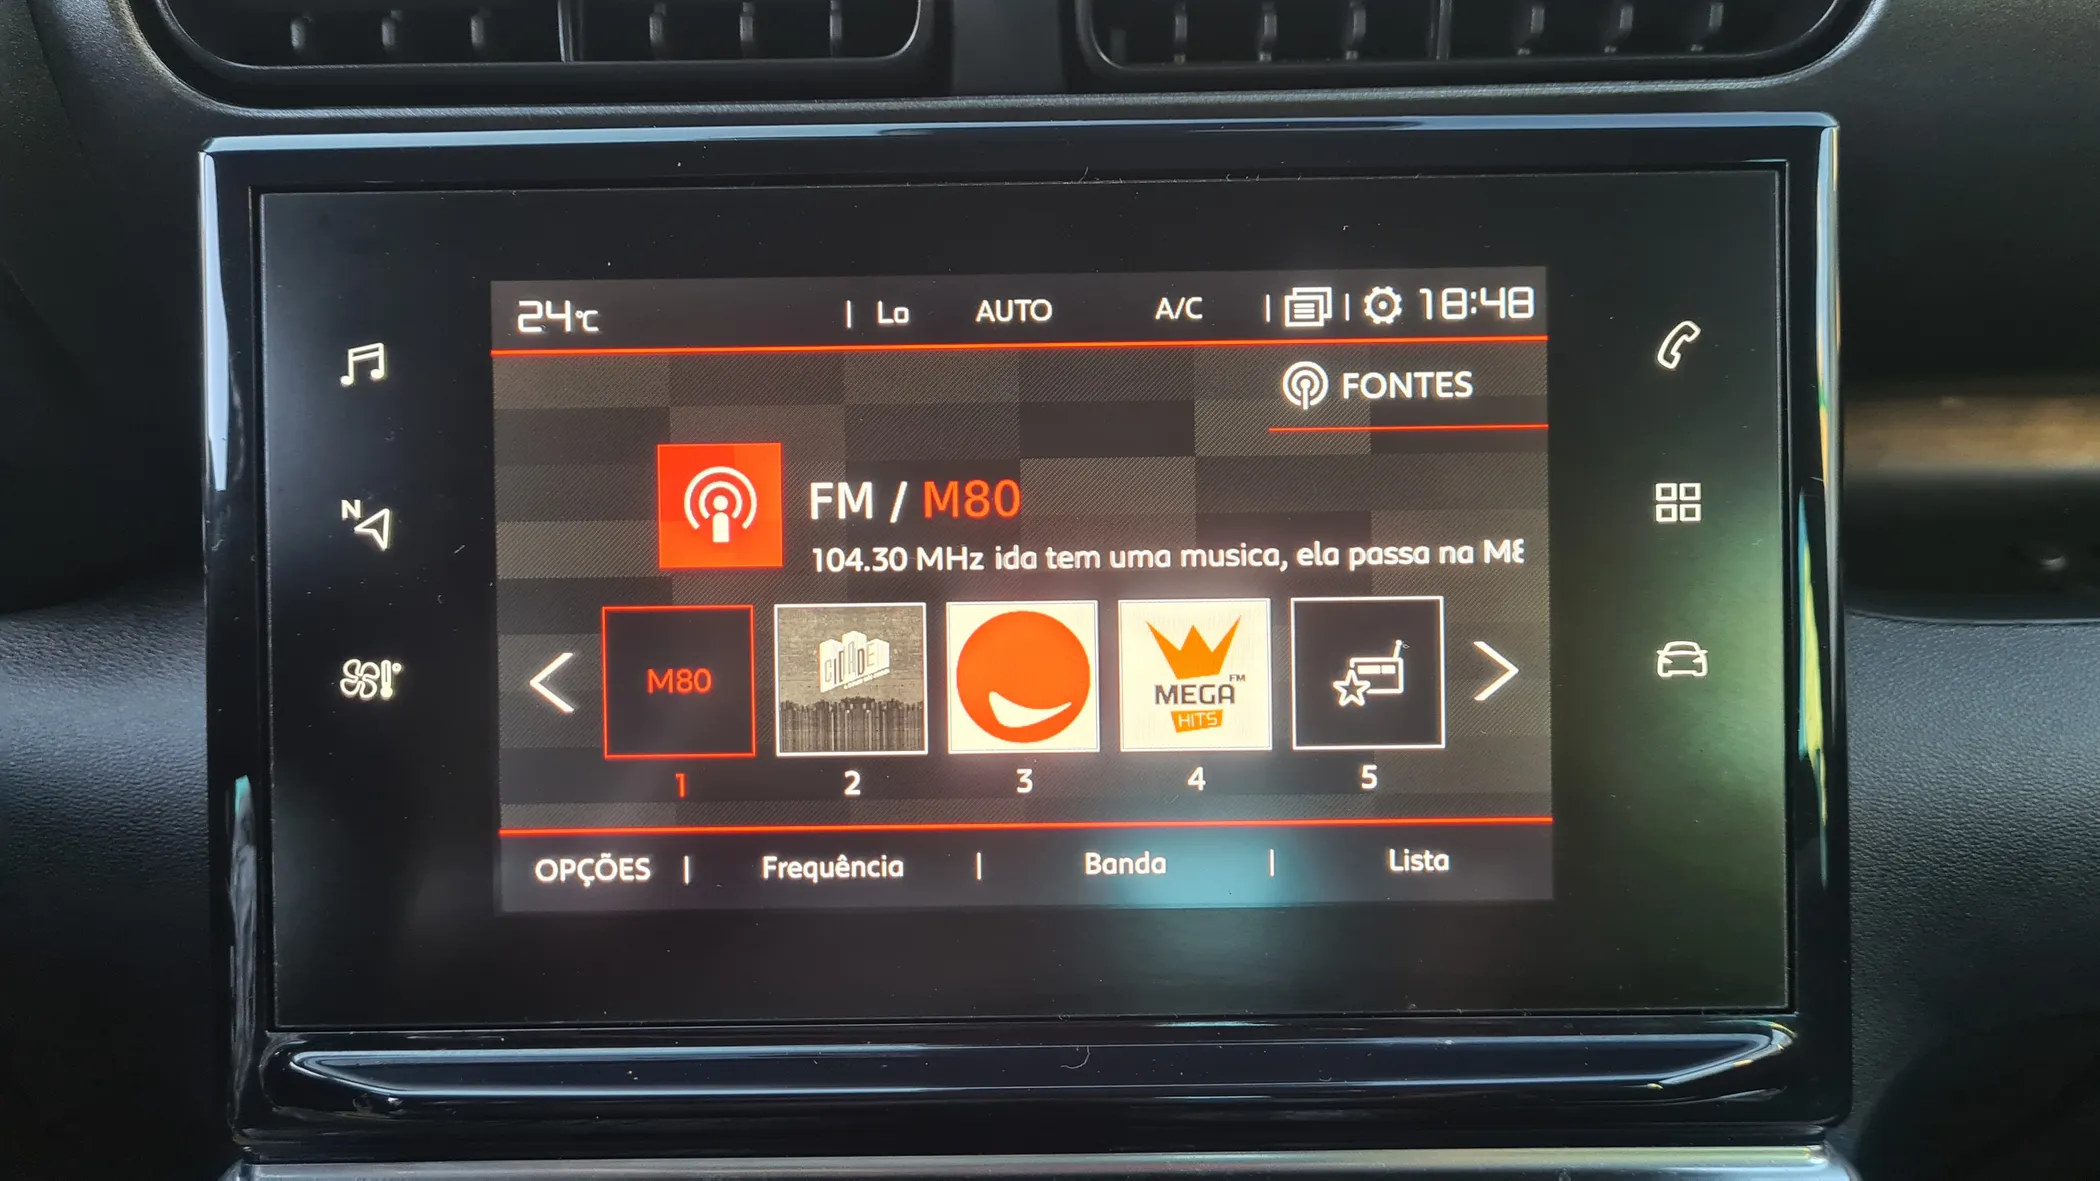 24°C | Lo AUTO A/C | | 18:48
FONTES
FM / M80
104.30 MHz ida tem uma musica, ela passa na M8
N
M80
CIDADE
MEGA FM
HITS
1 2 3 4 5
OPÇÕES | Frequência | Banda | Lista